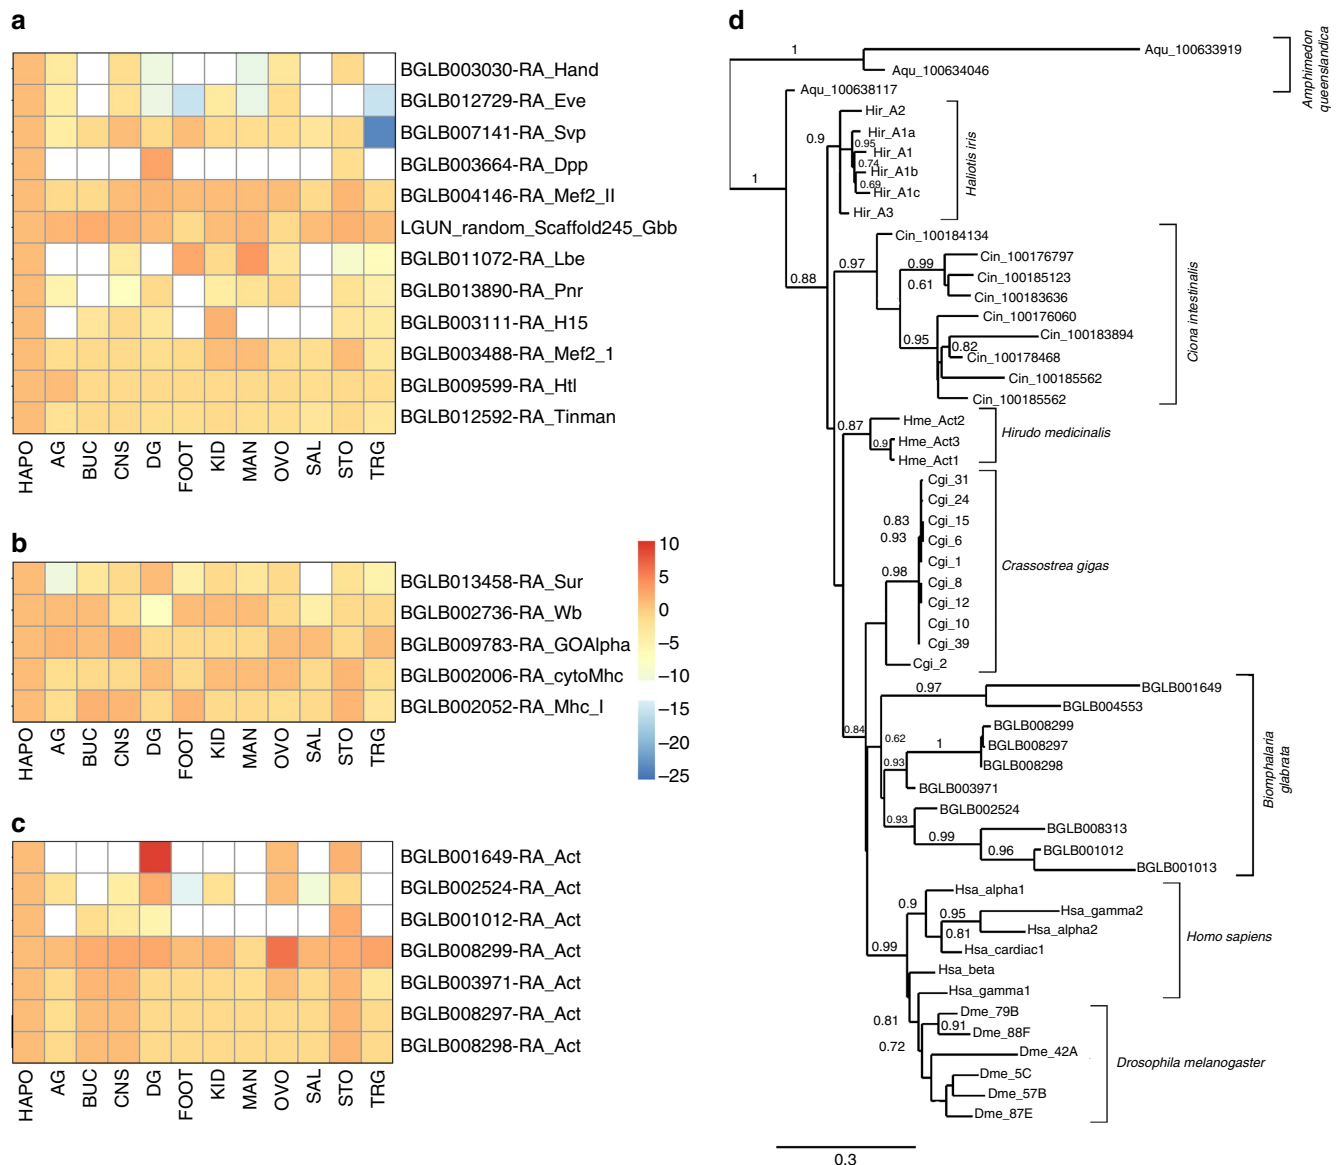 a
BGLB003030-RA_Hand
BGLB012729-RA_Eve
BGLB007141-RA_Svp
BGLB003664-RA_Dpp
BGLB004146-RA_Mef2_II
LGUN_random_Scaffold245_Gbb
BGLB011072-RA_Lbe
BGLB013890-RA_Pnr
BGLB003111-RA_H15
BGLB003488-RA_Mef2_1
BGLB009599-RA_Htl
BGLB012592-RA_Tinman
HAPO AG BUC CNS DG FOOT KID MAN OVO SAL STO TRG
b
BGLB013458-RA_Sur
BGLB002736-RA_Wb
BGLB009783-RA_GOAlpha
BGLB002006-RA_cytoMhc
BGLB002052-RA_Mhc_I
HAPO AG BUC CNS DG FOOT KID MAN OVO SAL STO TRG
10
5
0
−5
−10
−15
−20
−25
c
BGLB001649-RA_Act
BGLB002524-RA_Act
BGLB001012-RA_Act
BGLB008299-RA_Act
BGLB003971-RA_Act
BGLB008297-RA_Act
BGLB008298-RA_Act
HAPO AG BUC CNS DG FOOT KID MAN OVO SAL STO TRG
d
1
Aqu_100633919
Aqu_100634046
Aqu_100638117
Amphimedon
queenslandica
1
0.9
Hir_A2
Hir_A1a
0.95
Hir_A1
0.74
Hir_A1b
0.69
Hir_A1c
Hir_A3
Haliotis iris
0.88
0.97
Cin_100184134
0.99
Cin_100176797
0.61
Cin_100185123
Cin_100183636
0.95
Cin_100176060
Cin_100183894
0.82
Cin_100178468
Cin_100185562
Cin_100185562
Ciona intestinalis
0.87
Hme_Act2
0.9
Hme_Act3
Hme_Act1
Hirudo medicinalis
Cgi_31
Cgi_24
0.83
Cgi_15
0.93
Cgi_6
Cgi_1
0.98
Cgi_8
Cgi_12
Cgi_10
Cgi_39
Cgi_2
Crassostrea gigas
0.84
0.97
BGLB001649
BGLB004553
0.62
BGLB008299
1
BGLB008297
0.93
BGLB008298
BGLB003971
BGLB002524
0.93
0.99
BGLB008313
0.96
BGLB001012
BGLB001013
Biomphalaria
glabrata
0.99
0.9
Hsa_alpha1
0.95
Hsa_gamma2
0.81
Hsa_alpha2
Hsa_cardiac1
Hsa_beta
Hsa_gamma1
Homo sapiens
0.81
0.72
Dme_79B
0.91
Dme_88F
Dme_42A
Dme_5C
Dme_57B
Dme_87E
Drosophila melanogaster
0.3